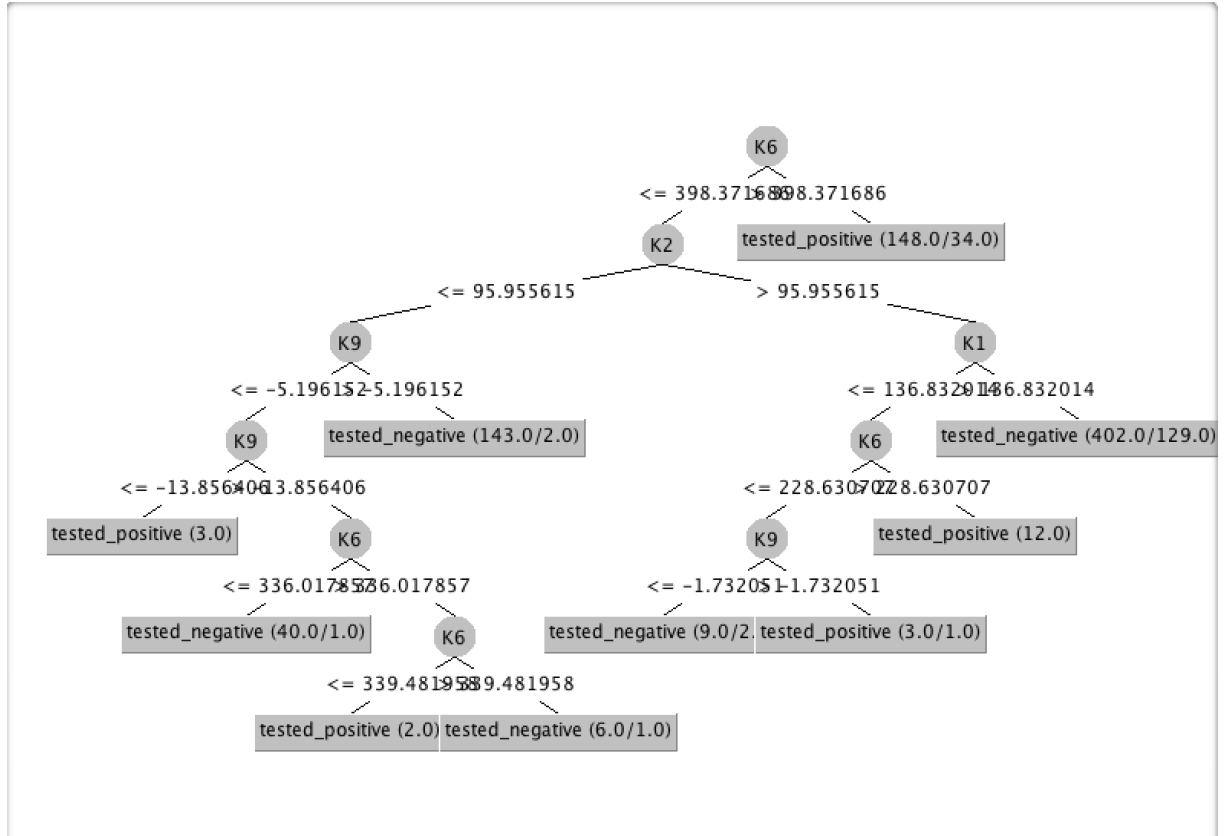 K6
<= 398.371686
> 398.371686
K2
tested_positive (148.0/34.0)
<= 95.955615
> 95.955615
K9
K1
<= −5.196152
> −5.196152
<= 136.832014
> 136.832014
K9
tested_negative (143.0/2.0)
K6
tested_negative (402.0/129.0)
<= −13.856406
> −13.856406
<= 228.630707
> 228.630707
tested_positive (3.0)
K6
K9
tested_positive (12.0)
<= 336.017857
> 336.017857
<= −1.732051
> −1.732051
tested_negative (40.0/1.0)
K6
tested_negative (9.0/2.
tested_positive (3.0/1.0)
<= 339.481958
> 339.481958
tested_positive (2.0)
tested_negative (6.0/1.0)